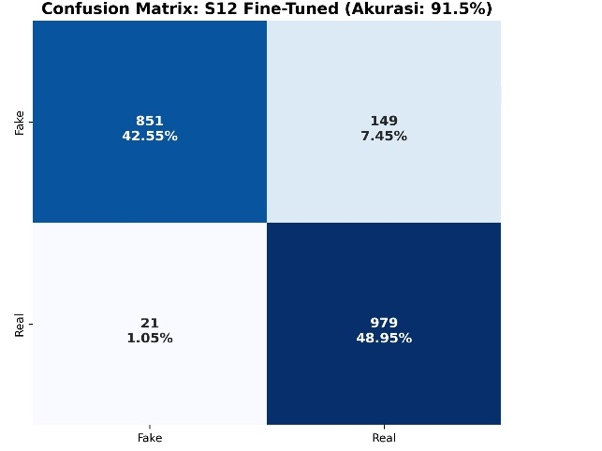 Confusion Matrix: S12 Fine-Tuned (Akurasi: 91.5%)
Fake
851
42.55%
149
7.45%
Real
21
1.05%
979
48.95%
Fake
Real